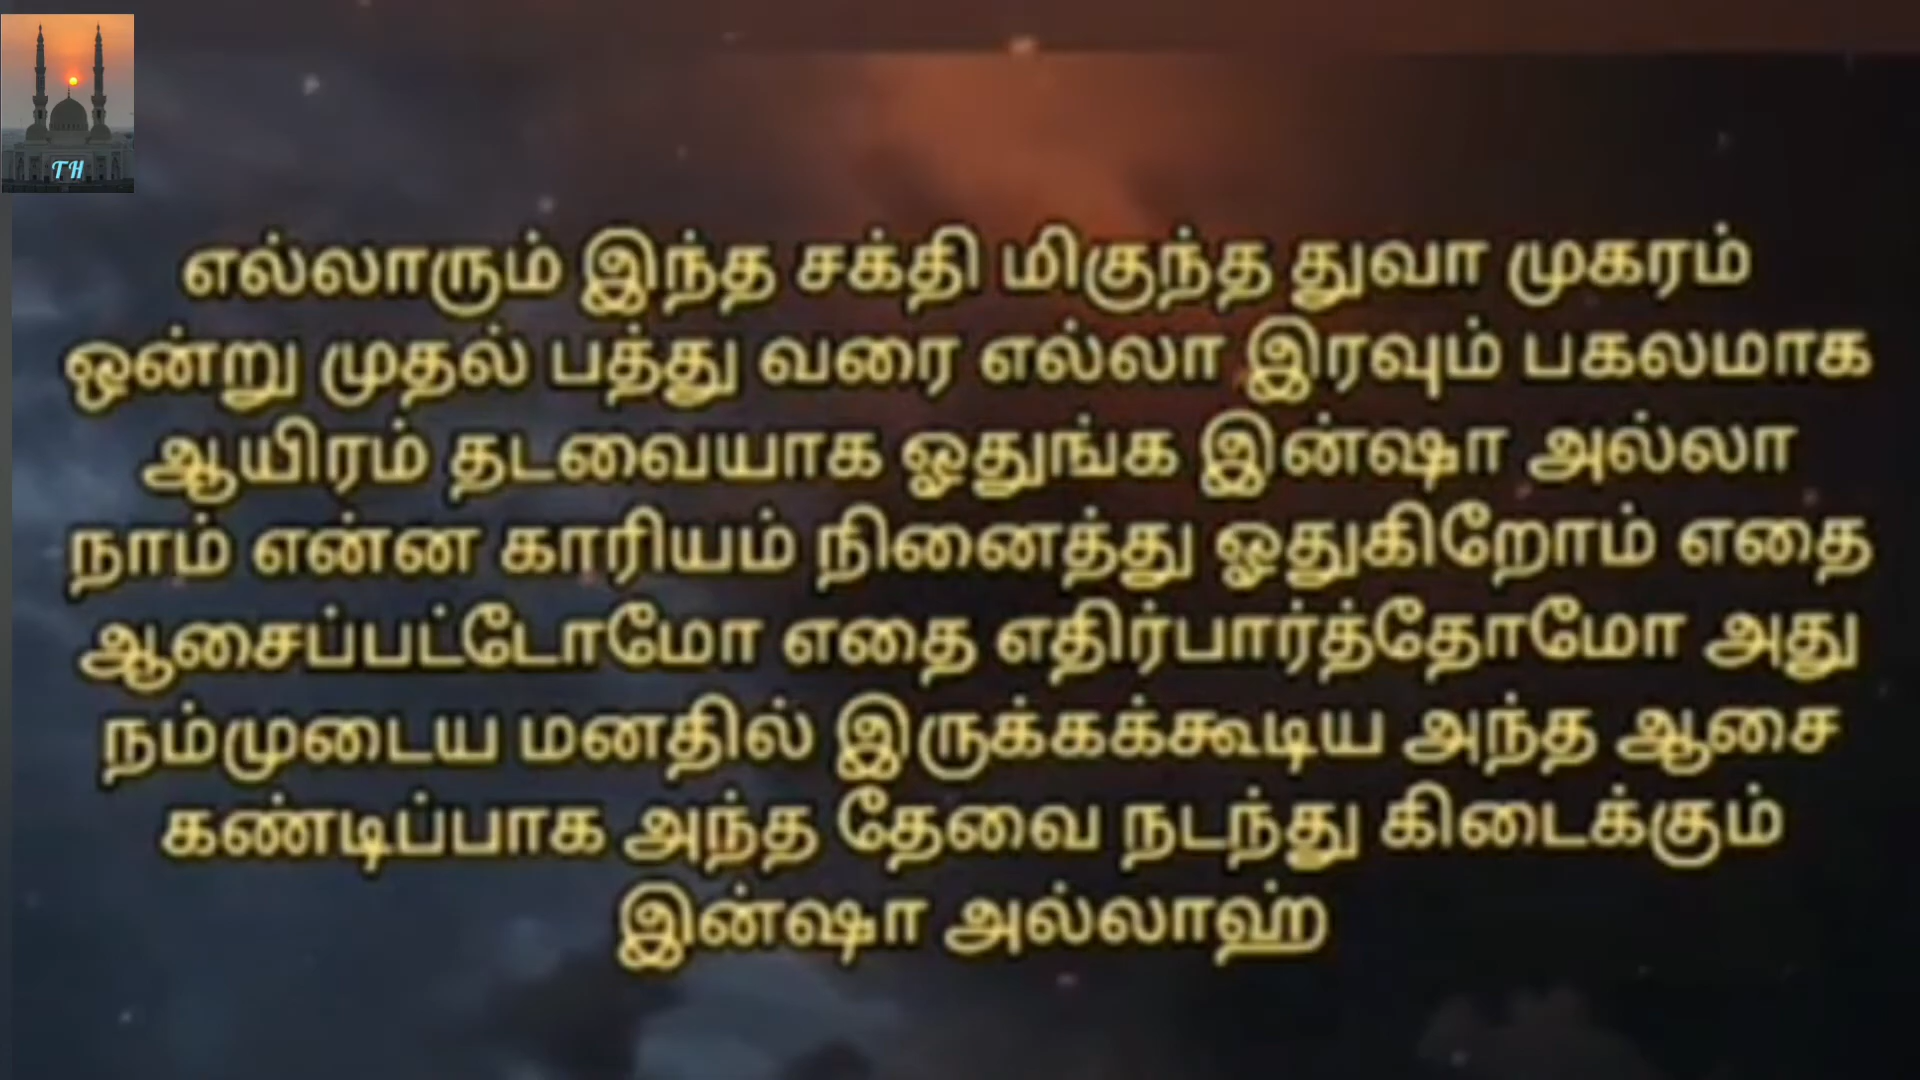 TH
எல்லாரும் இந்த சக்தி மிகுந்த துவா முகரம்
ஒன்று முதல் பத்து வரை எல்லா இரவும் பகலமாக
ஆயிரம் தடவையாக ஓதுங்க இன்ஷா அல்லா
நாம் என்ன காரியம் நினைத்து ஓதுகிறோம் எதை
ஆசைப்பட்டோமோ எதை எதிர்பார்த்தோமோ அது
நம்முடைய மனதில் இருக்கக்கூடிய அந்த ஆசை
கண்டிப்பாக அந்த தேவை நடந்து கிடைக்கும்
இன்ஷா அல்லாஹ்